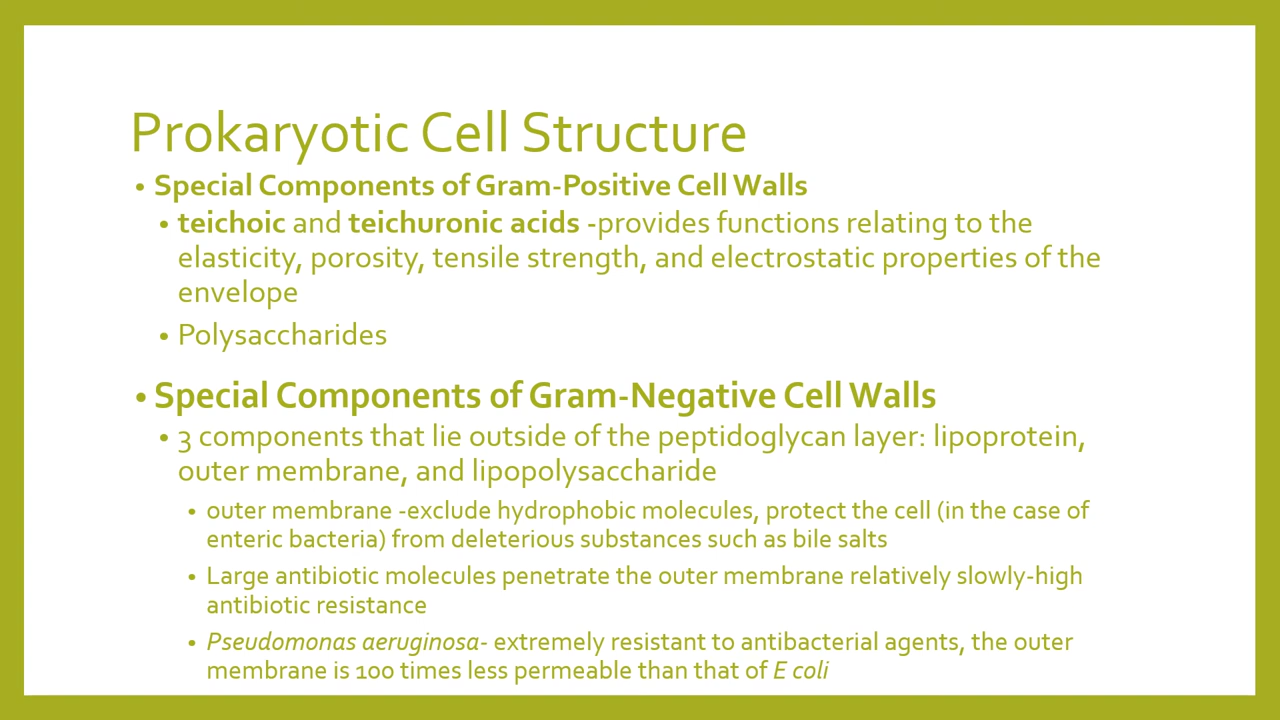 Prokaryotic Cell Structure
• Special Components of Gram-Positive Cell Walls
• teichoic and teichuronic acids -provides functions relating to the
elasticity, porosity, tensile strength, and electrostatic properties of the
envelope
• Polysaccharides
• Special Components of Gram-Negative Cell Walls
• 3 components that lie outside of the peptidoglycan layer: lipoprotein,
outer membrane, and lipopolysaccharide
• outer membrane -exclude hydrophobic molecules, protect the cell (in the case of
enteric bacteria) from deleterious substances such as bile salts
• Large antibiotic molecules penetrate the outer membrane relatively slowly-high
antibiotic resistance
• Pseudomonas aeruginosa- extremely resistant to antibacterial agents, the outer
membrane is 100 times less permeable than that of E coli